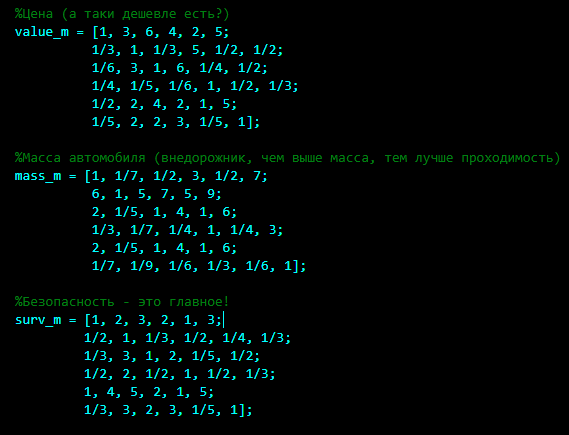 %Цена (а таки дешевле есть?)
value_m = [1, 3, 6, 4, 2, 5;
1/3, 1, 1/3, 5, 1/2, 1/2;
1/6, 3, 1, 6, 1/4, 1/2;
1/4, 1/5, 1/6, 1, 1/2, 1/3;
1/2, 2, 4, 2, 1, 5;
1/5, 2, 2, 3, 1/5, 1];
%Масса автомобиля (внедорожник, чем выше масса, тем лучше проходимость)
mass_m = [1, 1/7, 1/2, 3, 1/2, 7;
6, 1, 5, 7, 5, 9;
2, 1/5, 1, 4, 1, 6;
1/3, 1/7, 1/4, 1, 1/4, 3;
2, 1/5, 1, 4, 1, 6;
1/7, 1/9, 1/6, 1/3, 1/6, 1];
%Безопасность - это главное!
surv_m = [1, 2, 3, 2, 1, 3;
1/2, 1, 1/3, 1/2, 1/4, 1/3;
1/3, 3, 1, 2, 1/5, 1/2;
1/2, 2, 1/2, 1, 1/2, 1/3;
1, 4, 5, 2, 1, 5;
1/3, 3, 2, 3, 1/5, 1];